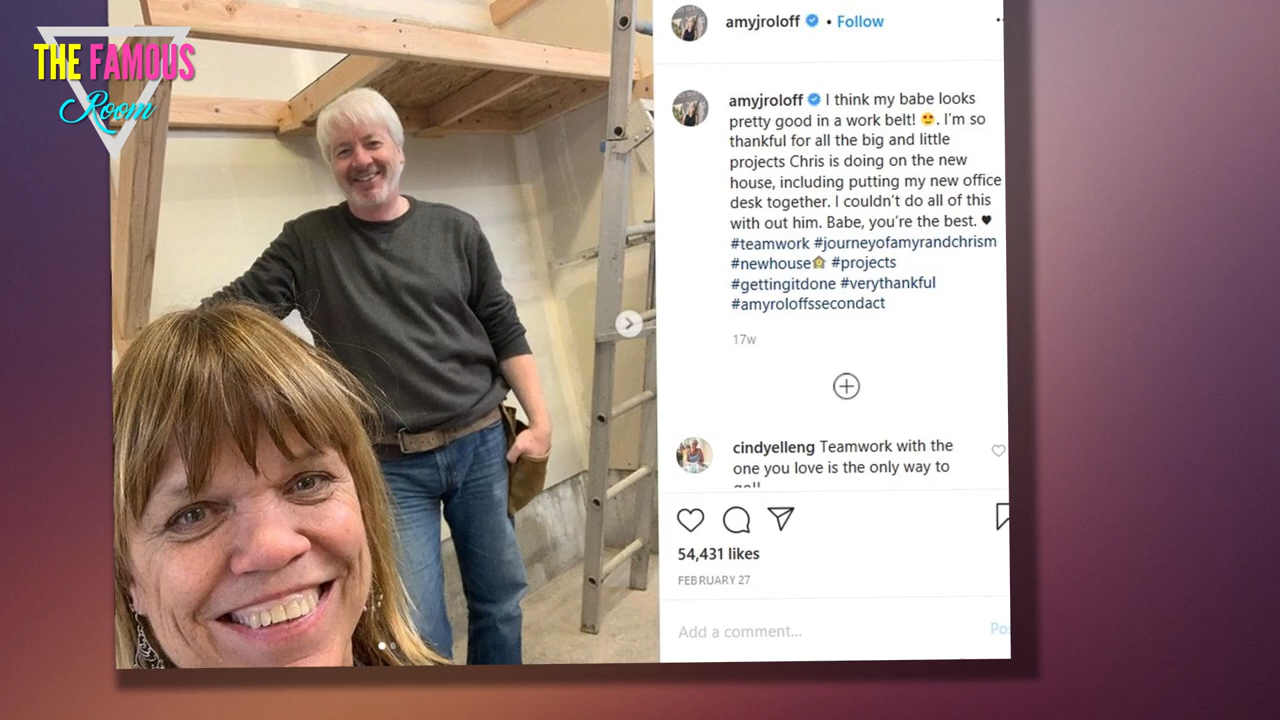 THE FAMOUS
Room
amyjroloff • Follow
amyjroloff I think my babe looks
pretty good in a work belt! 😍. I'm so
thankful for all the big and little
projects Chris is doing on the new
house, including putting my new office
desk together. I couldn't do all of this
with out him. Babe, you're the best. ♥
#teamwork #journeyofamyrandchrism
#newhouse🏠 #projects
#gettingitdone #verythankful
#amyroloffssecondact
17w
cindyelleng Teamwork with the
one you love is the only way to
54,431 likes
FEBRUARY 27
Add a comment...